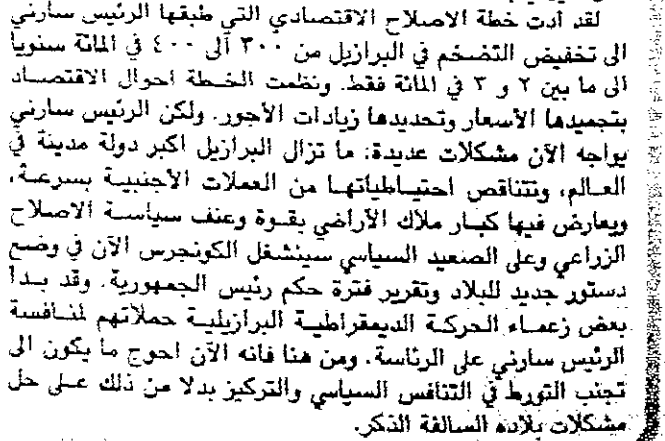 لقد أدت خطة الاصلاح الاقتصادي التي طبقها الرئيس سارني
الى تخفيض التضخم في البرازيل من ٣٠٠ الى ٤٠٠ في المائة سنويا
الى ما بين ٢ و ٣ في المائة فقط. ونظمت الخطة احوال الاقتصاد
بتجميدها الأسعار وتحديدها زيادات الأجور. ولكن الرئيس سارني
يواجه الآن مشكلات عديدة: ما تزال البرازيل اكبر دولة مدينة في
العالم، وتتناقص احتياطياتها من العملات الأجنبية بسرعة،
ويعارض فيها كبار ملاك الأراضي بقوة وعنف سياسة الاصلاح
الزراعي وعلى الصعيد السياسي سينشغل الكونجرس الآن في وضع
دستور جديد للبلاد وتقرير فترة حكم رئيس الجمهورية. وقد بدا
بعض زعماء الحركة الديمقراطية البرازيلية حملاتهم لمنافسة
الرئيس سارني على الرئاسة. ومن هنا فانه الآن احوج ما يكون الى
تجنب التورط في التنافس السياسي والتركيز بدلا من ذلك على حل
مشكلات بلاده السالفة الذكر.